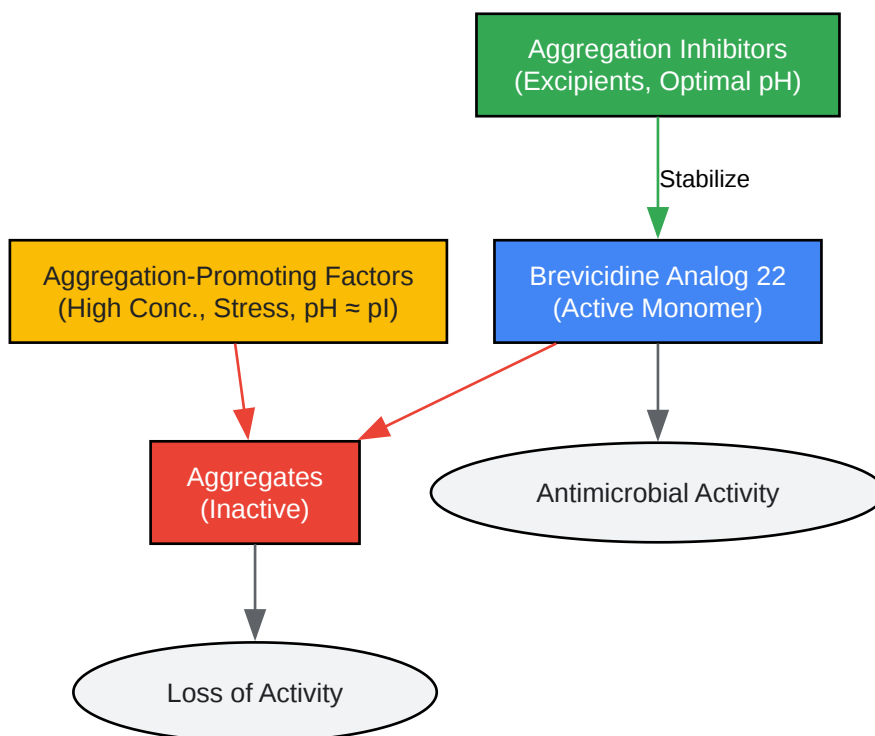 Aggregation Inhibitors
(Excipients, Optimal pH)
Stabilize
Aggregation-Promoting Factors
(High Conc., Stress, pH ≈ pI)
Brevicidine Analog 22
(Active Monomer)
Aggregates
(Inactive)
Antimicrobial Activity
Loss of Activity